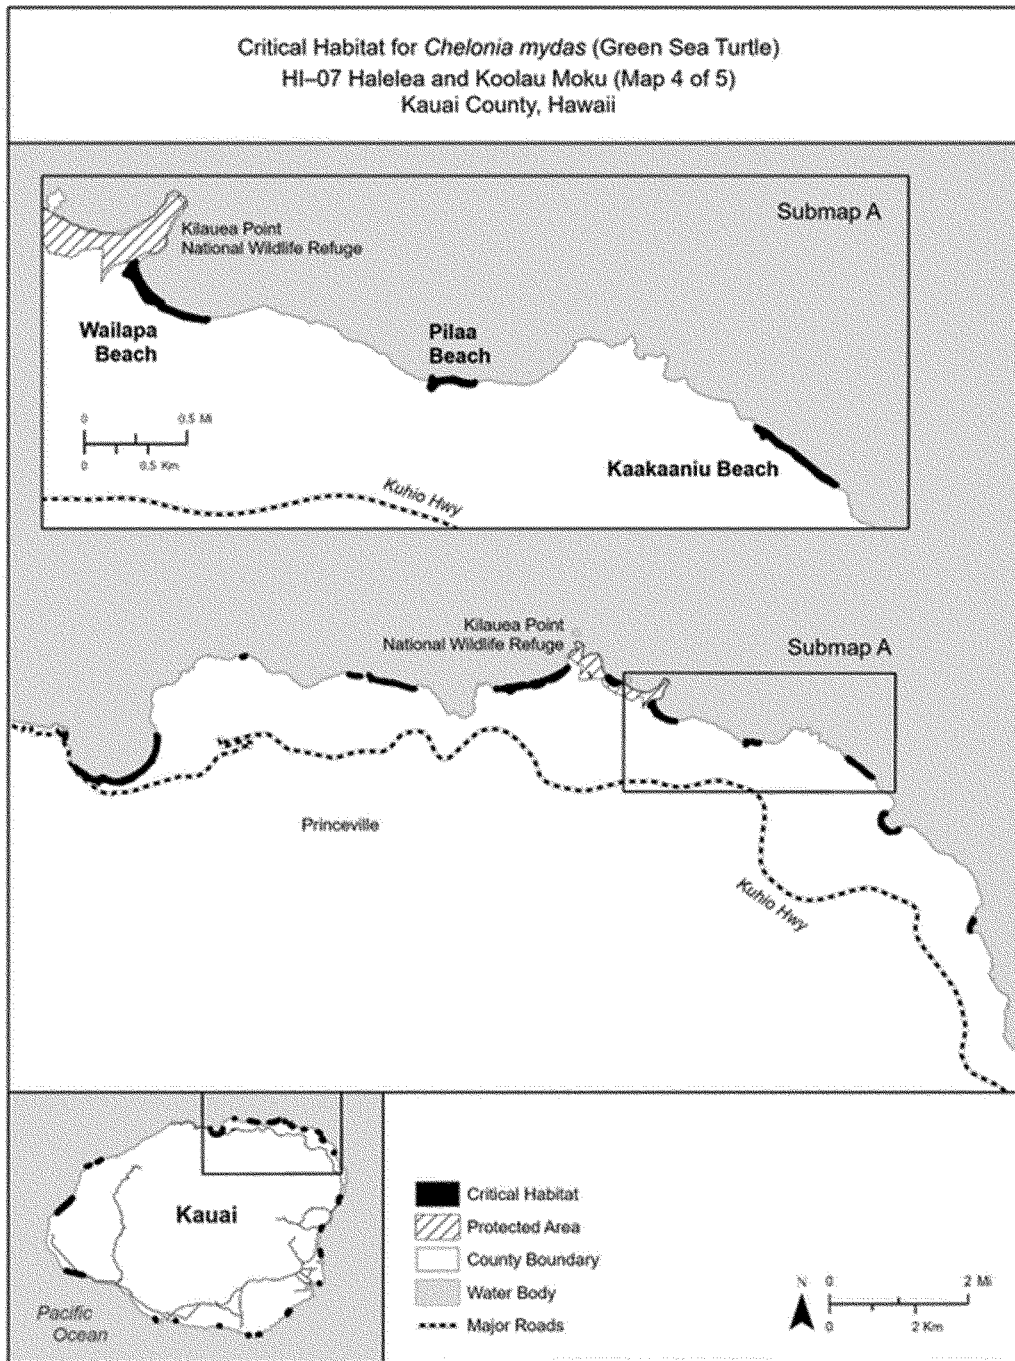 Critical Habitat for Chelonia mydas (Green Sea Turtle)
HI–07 Halelea and Koolau Moku (Map 4 of 5)
Kauai County, Hawaii
Submap A
Kilauea Point
National Wildlife Refuge
Wailapa
Beach
Pilaa
Beach
0 0.5 Mi
0 0.5 Km
Kaakaaniu Beach
Kuhio Hwy
Kilauea Point
National Wildlife Refuge
Submap A
Princeville
Kuhio Hwy
Kauai
Pacific
Ocean
Critical Habitat
Protected Area
County Boundary
Water Body
Major Roads
N
0 2 Mi
0 2 Km